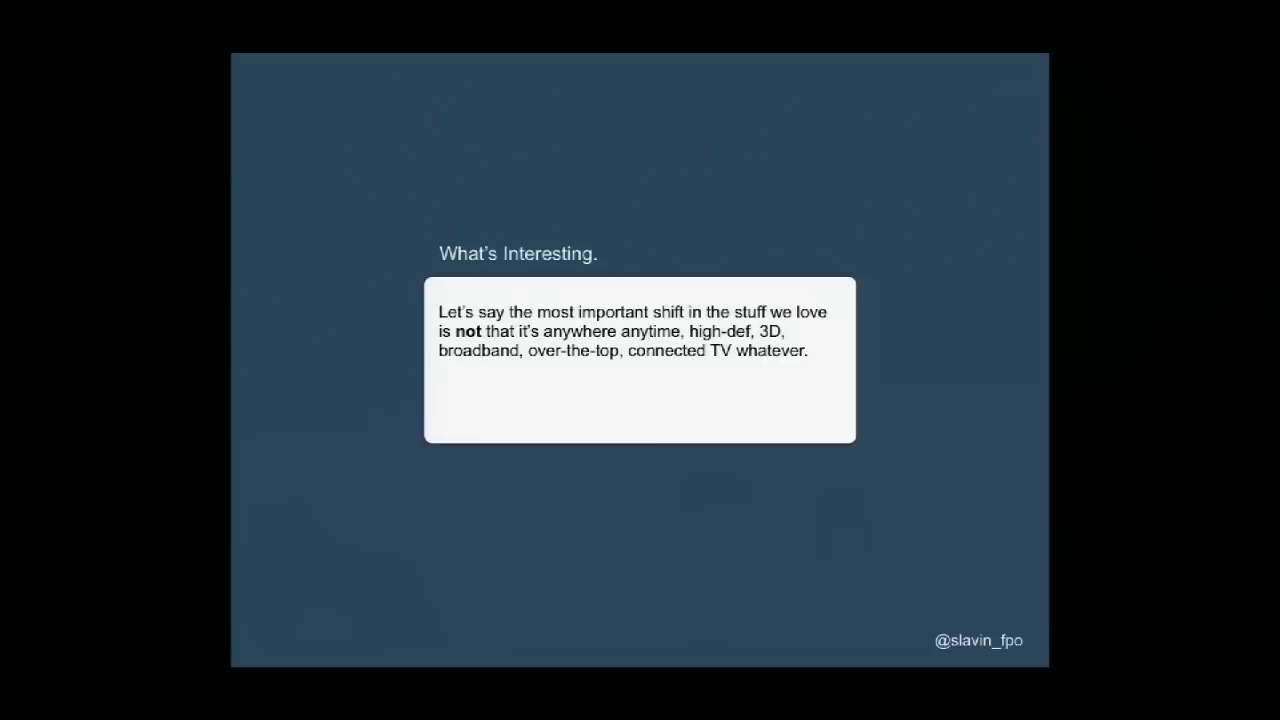 What's Interesting.
Let's say the most important shift in the stuff we love
is not that it's anywhere anytime, high-def, 3D,
broadband, over-the-top, connected TV whatever.
@slavin_fpo